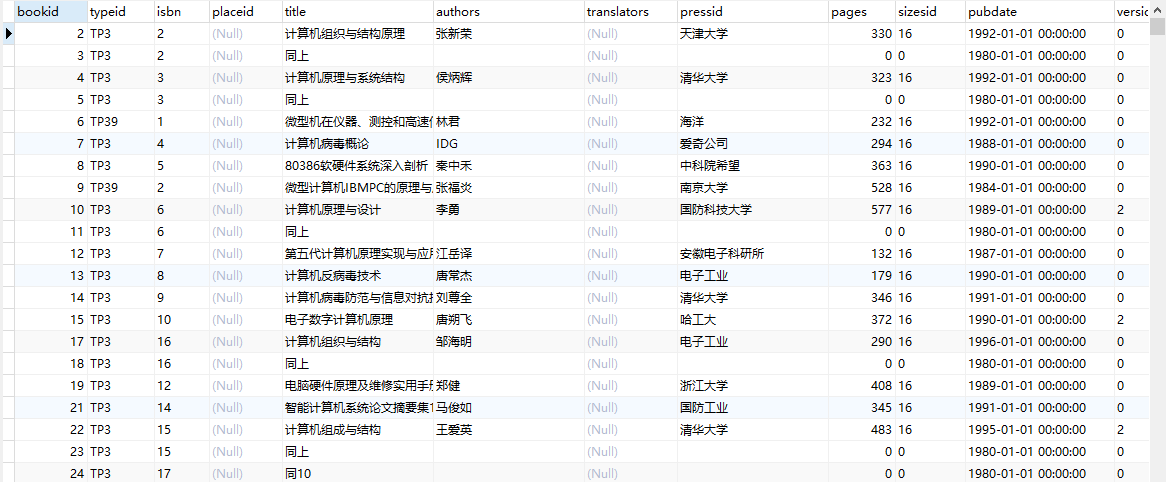 bookid typeid isbn placeid title authors translators pressid pages sizesid pubdate versic
2 TP3 2 (Null) 计算机组织与结构原理 张新荣 (Null) 天津大学 330 16 1992-01-01 00:00:00 0
3 TP3 2 (Null) 同上 (Null) 0 0 1980-01-01 00:00:00 0
4 TP3 3 (Null) 计算机原理与系统结构 侯炳辉 (Null) 清华大学 323 16 1992-01-01 00:00:00 0
5 TP3 3 (Null) 同上 (Null) 0 0 1980-01-01 00:00:00 0
6 TP39 1 (Null) 微型机在仪器、测控和高速 林君 (Null) 海洋 232 16 1992-01-01 00:00:00 0
7 TP3 4 (Null) 计算机病毒概论 IDG (Null) 爱奇公司 294 16 1988-01-01 00:00:00 0
8 TP3 5 (Null) 80386软硬件系统深入剖析 秦中禾 (Null) 中科院希望 363 16 1990-01-01 00:00:00 0
9 TP39 2 (Null) 微型计算机IBMPC的原理与 张福炎 (Null) 南京大学 528 16 1984-01-01 00:00:00 0
10 TP3 6 (Null) 计算机原理与设计 李勇 (Null) 国防科技大学 577 16 1989-01-01 00:00:00 2
11 TP3 6 (Null) 同上 (Null) 0 0 1980-01-01 00:00:00 0
12 TP3 7 (Null) 第五代计算机原理实现与应 江岳译 (Null) 安徽电子科研所 132 16 1987-01-01 00:00:00 0
13 TP3 8 (Null) 计算机反病毒技术 唐常杰 (Null) 电子工业 179 16 1990-01-01 00:00:00 0
14 TP3 9 (Null) 计算机病毒防范与信息对抗 刘尊全 (Null) 清华大学 346 16 1991-01-01 00:00:00 0
15 TP3 10 (Null) 电子数字计算机原理 唐朔飞 (Null) 哈工大 372 16 1990-01-01 00:00:00 2
17 TP3 16 (Null) 计算机组织与结构 邹海明 (Null) 电子工业 290 16 1996-01-01 00:00:00 0
18 TP3 16 (Null) 同上 (Null) 0 0 1980-01-01 00:00:00 0
19 TP3 12 (Null) 电脑硬件原理及维修实用手 郑健 (Null) 浙江大学 408 16 1989-01-01 00:00:00 0
21 TP3 14 (Null) 智能计算机系统论文摘要集 马俊如 (Null) 国防工业 345 16 1991-01-01 00:00:00 0
22 TP3 15 (Null) 计算机组成与结构 王爱英 (Null) 清华大学 483 16 1995-01-01 00:00:00 2
23 TP3 15 (Null) 同上 (Null) 0 0 1980-01-01 00:00:00 0
24 TP3 17 (Null) 同10 (Null) 0 0 1980-01-01 00:00:00 0